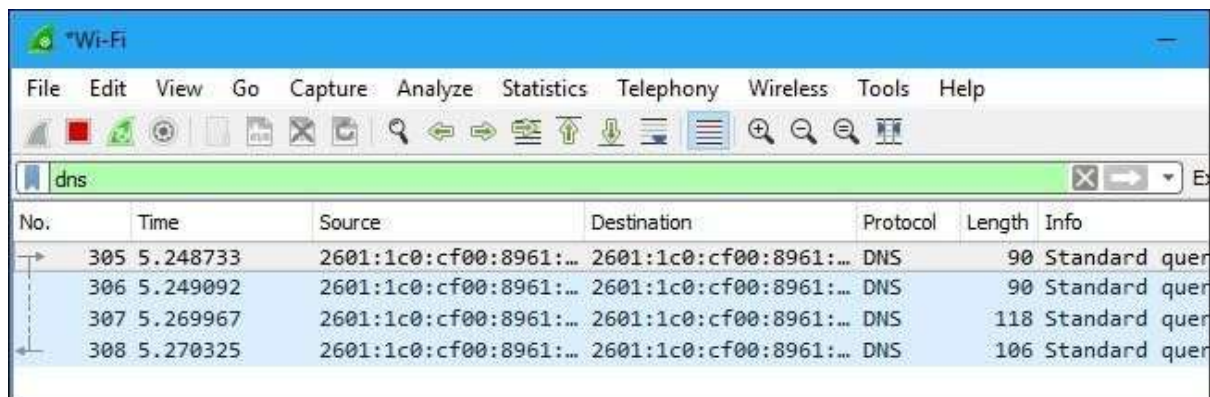 *Wi-Fi
File Edit View Go Capture Analyze Statistics Telephony Wireless Tools Help
dns
No. Time Source Destination Protocol Length Info
305 5.248733 2601:1c0:cf00:8961:… 2601:1c0:cf00:8961:… DNS 90 Standard quer
306 5.249092 2601:1c0:cf00:8961:… 2601:1c0:cf00:8961:… DNS 90 Standard quer
307 5.269967 2601:1c0:cf00:8961:… 2601:1c0:cf00:8961:… DNS 118 Standard quer
308 5.270325 2601:1c0:cf00:8961:… 2601:1c0:cf00:8961:… DNS 106 Standard quer